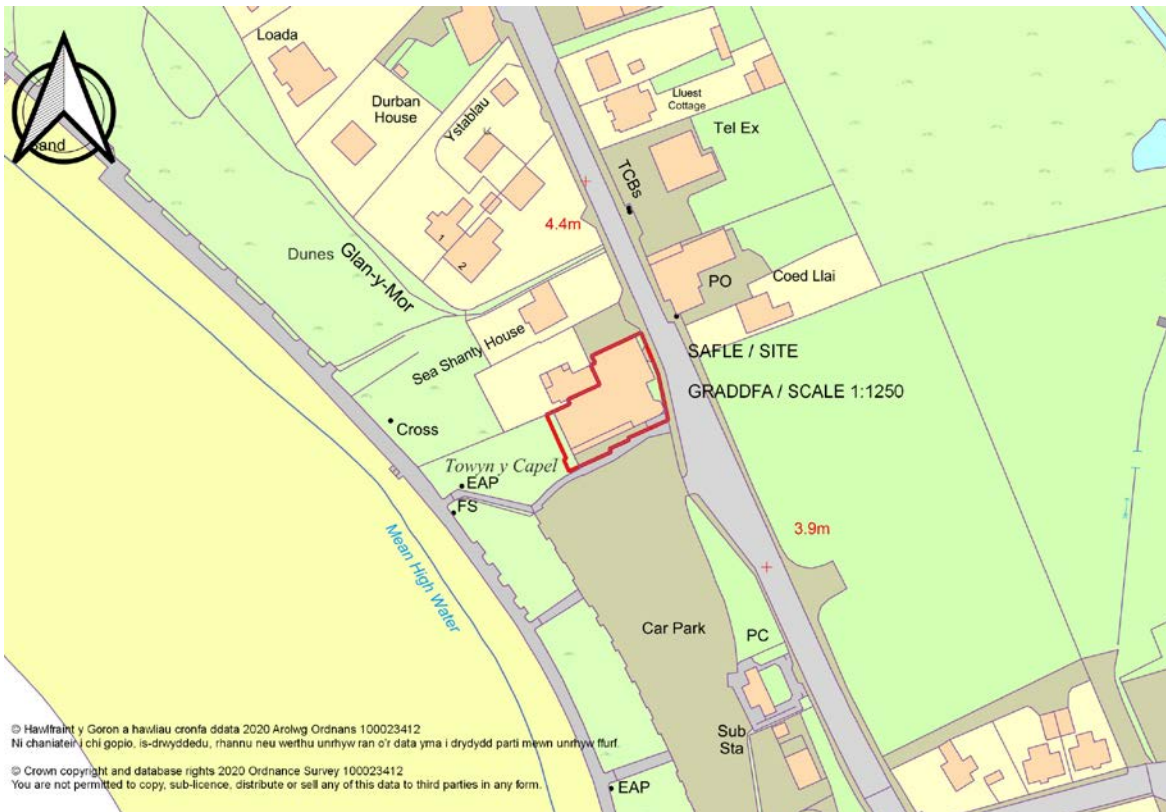 Loada
Sand
Durban
House
Ystablau
Lluest
Cottage
Tel Ex
TCBs
4.4m
1
2
Dunes
Glan-y-Mor
PO
Coed Llai
Sea Shanty House
SAFLE / SITE
GRADDFA / SCALE 1:1250
Cross
Towyn y Capel
EAP
FS
Mean High Water
3.9m
Car Park
PC
Sub
Sta
EAP
© Hawlfraint y Goron a hawliau cronfa ddata 2020 Arolwg Ordnans 100023412
Ni chaniateir i chi gopio, is-drwyddedu, rhannu neu werthu unrhyw ran o'r data yma i drydydd parti mewn unrhyw ffurf.
© Crown copyright and database rights 2020 Ordnance Survey 100023412
You are not permitted to copy, sub-licence, distribute or sell any of this data to third parties in any form.